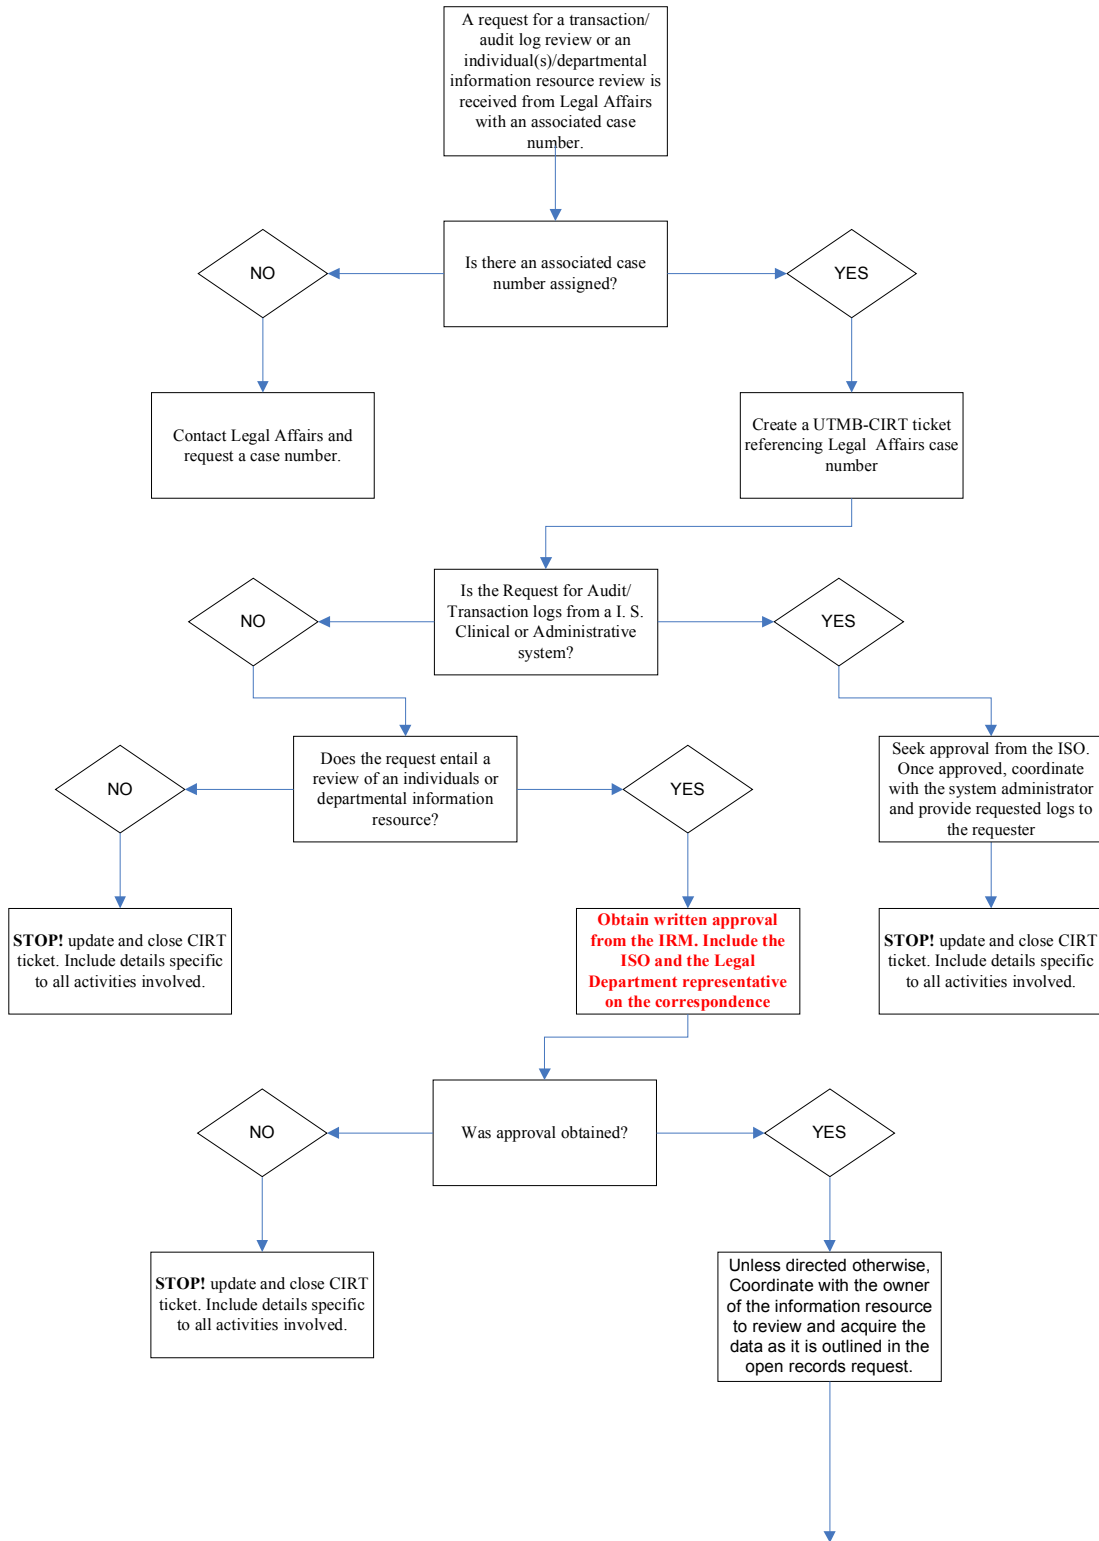 A request for a transaction/
audit log review or an
individual(s)/departmental
information resource review is
received from Legal Affairs
with an associated case
number.
NO
Is there an associated case
number assigned?
YES
Contact Legal Affairs and
request a case number.
Create a UTMB-CIRT ticket
referencing Legal  Affairs case
number
NO
Is the Request for Audit/
Transaction logs from a I. S.
Clinical or Administrative
system?
YES
NO
Does the request entail a
review of an individuals or
departmental information
resource?
YES
Seek approval from the ISO.
Once approved, coordinate
with the system administrator
and provide requested logs to
the requester
STOP! update and close CIRT
ticket. Include details specific
to all activities involved.
Obtain written approval
from the IRM. Include the
ISO and the Legal
Department representative
on the correspondence
STOP! update and close CIRT
ticket. Include details specific
to all activities involved.
NO
Was approval obtained?
YES
STOP! update and close CIRT
ticket. Include details specific
to all activities involved.
Unless directed otherwise,
Coordinate with the owner
of the information resource
to review and acquire the
data as it is outlined in the
open records request.